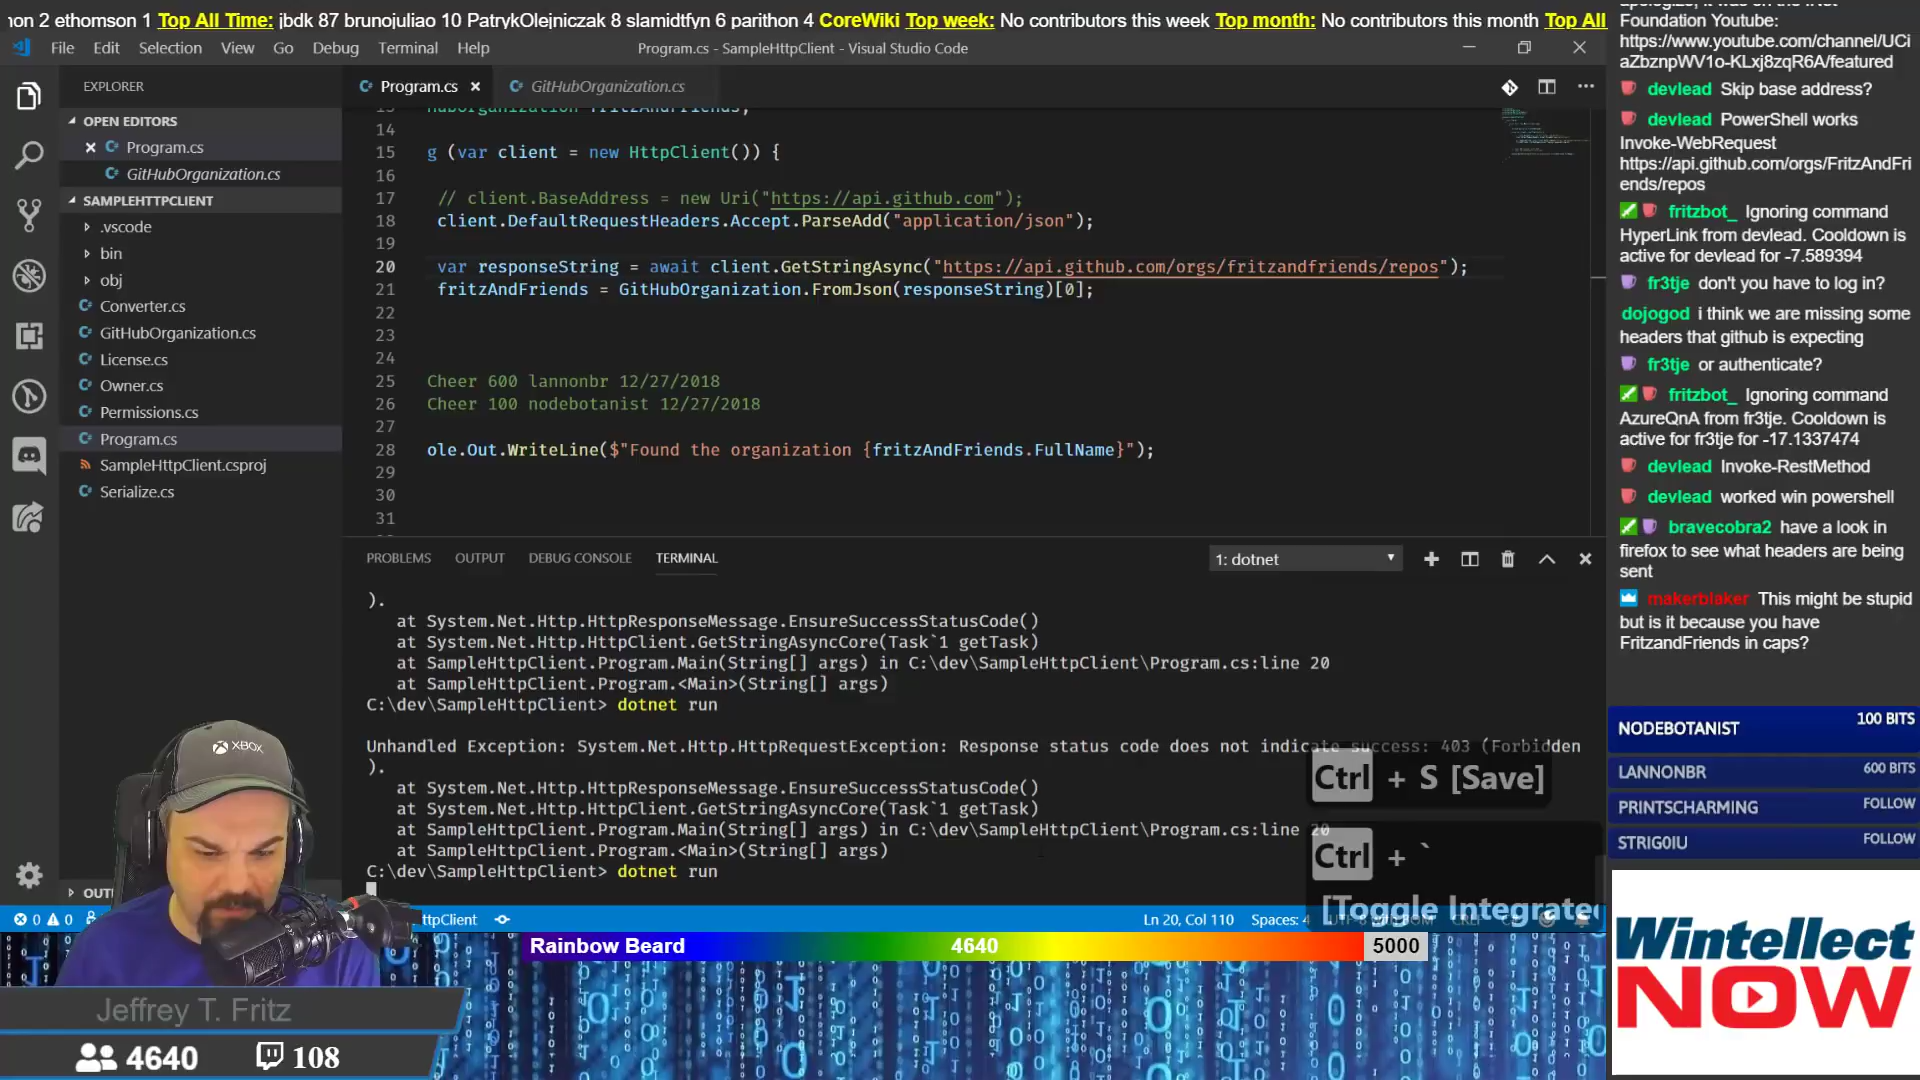 non 2 ethomson 1 Top All Time: jbdk 87 brunojuliao 10 PatrykOlejniczak 8 slamidtfyn 6 parithon 4 CoreWiki Top week: No contributors this week Top month: No contributors this month Top All
File Edit Selection View Go Debug Terminal Help
Program.cs - SampleHttpClient - Visual Studio Code
EXPLORER
OPEN EDITORS
Program.cs
GitHubOrganization.cs
SAMPLEHTTPCLIENT
.vscode
bin
obj
Converter.cs
GitHubOrganization.cs
License.cs
Owner.cs
Permissions.cs
Program.cs
SampleHttpClient.csproj
Serialize.cs
Program.cs
GitHubOrganization.cs
14
15 g (var client = new HttpClient()) {
16
17 // client.BaseAddress = new Uri("https://api.github.com");
18 client.DefaultRequestHeaders.Accept.ParseAdd("application/json");
19
20 var responseString = await client.GetStringAsync("https://api.github.com/orgs/fritzandfriends/repos");
21 fritzAndFriends = GitHubOrganization.FromJson(responseString)[0];
22
23
24
25 Cheer 600 lannonbr 12/27/2018
26 Cheer 100 nodebotanist 12/27/2018
27
28 ole.Out.WriteLine($"Found the organization {fritzAndFriends.FullName}");
29
30
31
PROBLEMS OUTPUT DEBUG CONSOLE TERMINAL
1: dotnet
).
at System.Net.Http.HttpResponseMessage.EnsureSuccessStatusCode()
at System.Net.Http.HttpClient.GetStringAsyncCore(Task`1 getTask)
at SampleHttpClient.Program.Main(String[] args) in C:\dev\SampleHttpClient\Program.cs:line 20
at SampleHttpClient.Program.<Main>(String[] args)
C:\dev\SampleHttpClient> dotnet run
Unhandled Exception: System.Net.Http.HttpRequestException: Response status code does not indicate success: 403 (Forbidden
).
at System.Net.Http.HttpResponseMessage.EnsureSuccessStatusCode()
at System.Net.Http.HttpClient.GetStringAsyncCore(Task`1 getTask)
at SampleHttpClient.Program.Main(String[] args) in C:\dev\SampleHttpClient\Program.cs:line 20
at SampleHttpClient.Program.<Main>(String[] args)
C:\dev\SampleHttpClient> dotnet run
Ctrl + S [Save]
Ctrl + `
[Toggle Integrate
OUT
0 0
ttpClient
Ln 20, Col 110 Spaces: 4
Rainbow Beard 4640 5000
XBOX
Jeffrey T. Fritz
4640 108
Foundation Youtube:
https://www.youtube.com/channel/UCi
aZbznpWV1o-KLxj8zqR6A/featured
devlead Skip base address?
devlead PowerShell works
Invoke-WebRequest
https://api.github.com/orgs/FritzAndFri
ends/repos
fritzbot_ Ignoring command
HyperLink from devlead. Cooldown is
active for devlead for -7.589394
fr3tje don't you have to log in?
dojogod i think we are missing some
headers that github is expecting
fr3tje or authenticate?
fritzbot_ Ignoring command
AzureQnA from fr3tje. Cooldown is
active for fr3tje for -17.1337474
devlead Invoke-RestMethod
devlead worked win powershell
bravecobra2 have a look in
firefox to see what headers are being
sent
makerblaker This might be stupid
but is it because you have
FritzandFriends in caps?
NODEBOTANIST 100 BITS
LANNONBR 600 BITS
PRINTSCHARMING FOLLOW
STRIG0IU FOLLOW
Wintellect
NOW